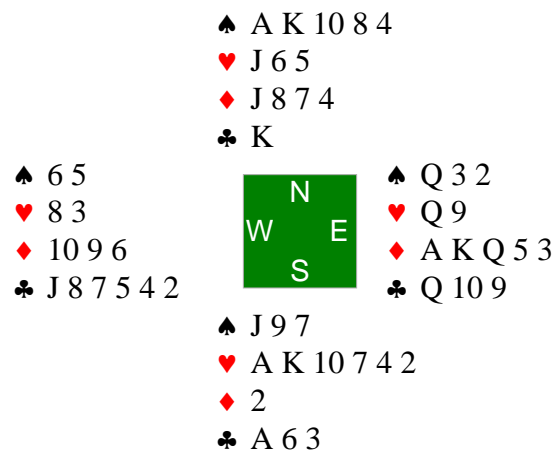 ♠ A K 10 8 4
♥ J 6 5
♦ J 8 7 4
♣ K
♠ 6 5
♥ 8 3
♦ 10 9 6
♣ J 8 7 5 4 2
N
W E
S
♠ Q 3 2
♥ Q 9
♦ A K Q 5 3
♣ Q 10 9
♠ J 9 7
♥ A K 10 7 4 2
♦ 2
♣ A 6 3